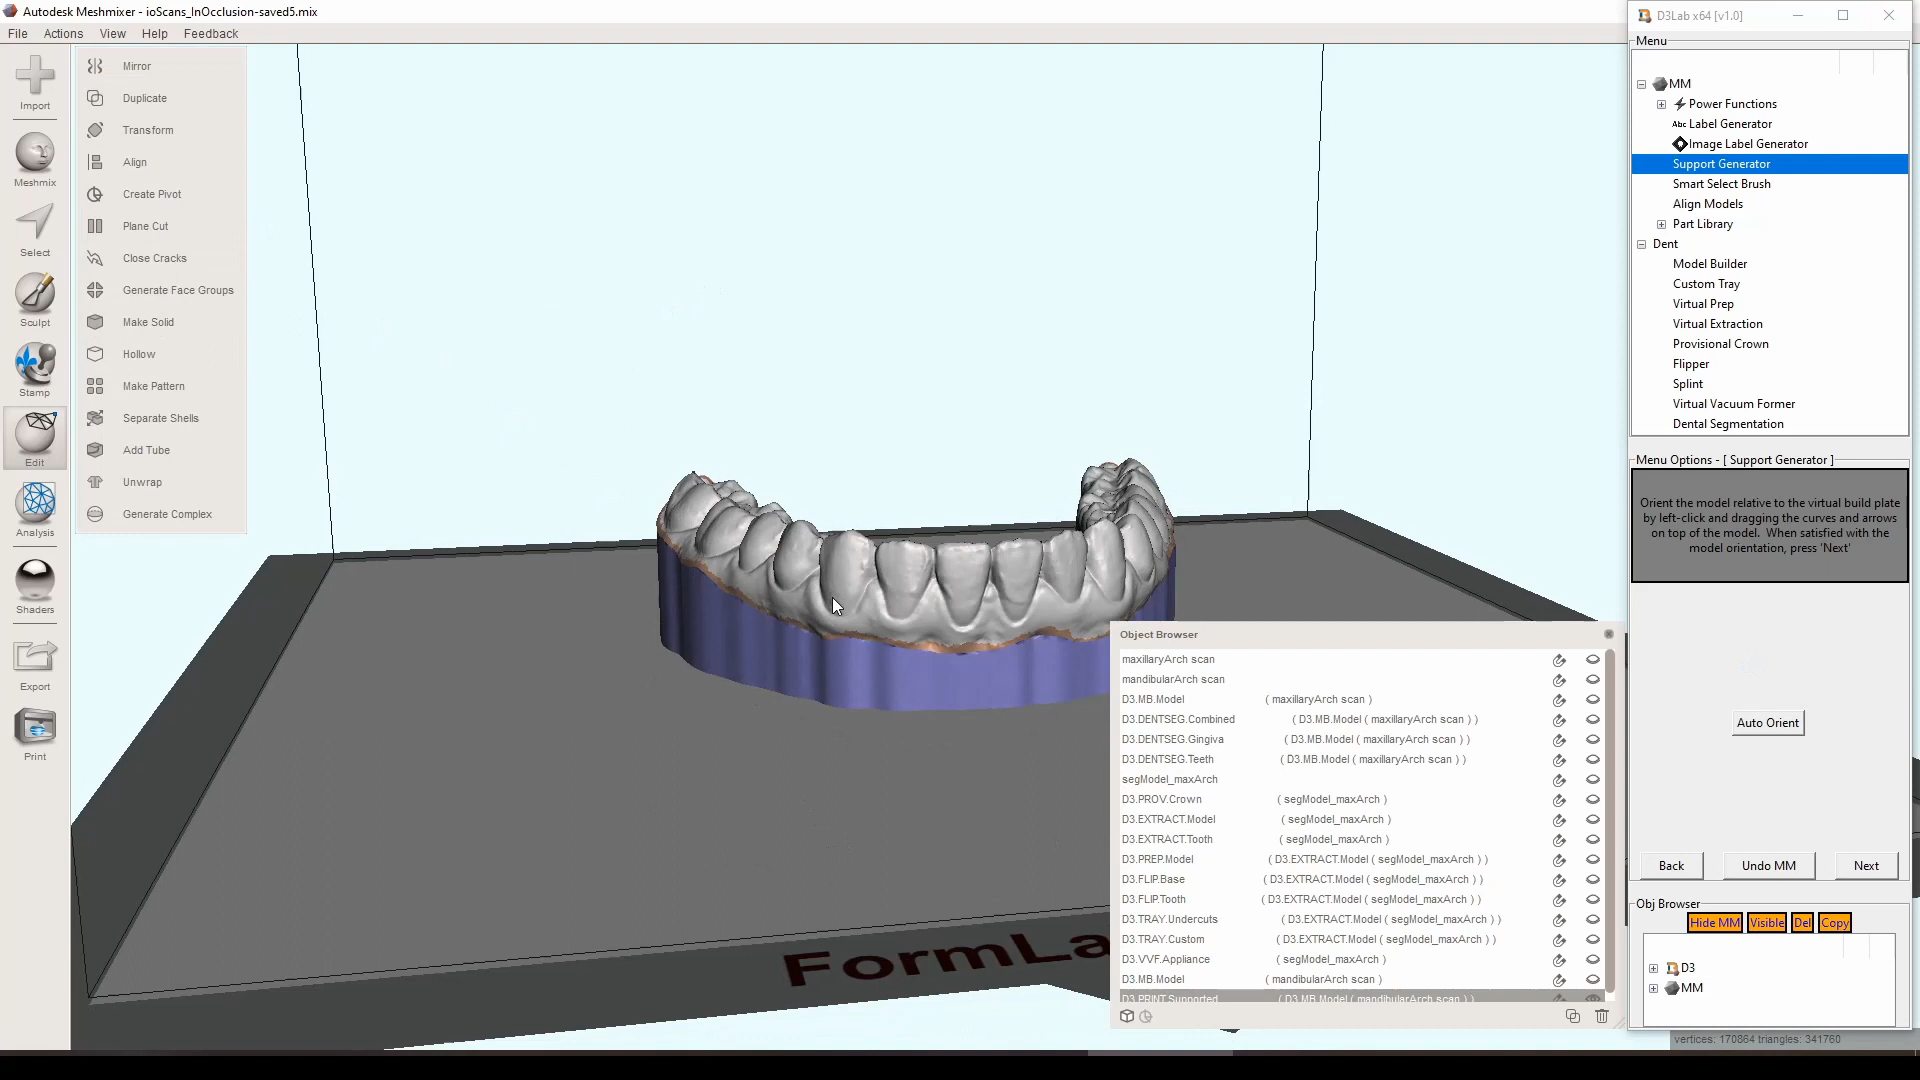 Autodesk Meshmixer - ioScans_InOcclusion-saved5.mix
File Actions View Help Feedback
Import
Meshmix
Select
Sculpt
Stamp
Edit
Analysis
Shaders
Export
Print
Mirror
Duplicate
Transform
Align
Create Pivot
Plane Cut
Close Cracks
Generate Face Groups
Make Solid
Hollow
Make Pattern
Separate Shells
Add Tube
Unwrap
Generate Complex
FormLa
Object Browser
maxillaryArch scan
mandibularArch scan
D3.MB.Model ( maxillaryArch scan )
D3.DENTSEG.Combined ( D3.MB.Model ( maxillaryArch scan ) )
D3.DENTSEG.Gingiva ( D3.MB.Model ( maxillaryArch scan ) )
D3.DENTSEG.Teeth ( D3.MB.Model ( maxillaryArch scan ) )
segModel_maxArch
D3.PROV.Crown ( segModel_maxArch )
D3.EXTRACT.Model ( segModel_maxArch )
D3.EXTRACT.Tooth ( segModel_maxArch )
D3.PREP.Model ( D3.EXTRACT.Model ( segModel_maxArch ) )
D3.FLIP.Base ( D3.EXTRACT.Model ( segModel_maxArch ) )
D3.FLIP.Tooth ( D3.EXTRACT.Model ( segModel_maxArch ) )
D3.TRAY.Undercuts ( D3.EXTRACT.Model ( segModel_maxArch ) )
D3.TRAY.Custom ( D3.EXTRACT.Model ( segModel_maxArch ) )
D3.VVF.Appliance ( segModel_maxArch )
D3.MB.Model ( mandibularArch scan )
D3.PRINT.Supported ( D3.MB.Model ( mandibularArch scan ) )
D3Lab x64 [v1.0]
Menu
MM
Power Functions
Abc Label Generator
Image Label Generator
Support Generator
Smart Select Brush
Align Models
Part Library
Dent
Model Builder
Custom Tray
Virtual Prep
Virtual Extraction
Provisional Crown
Flipper
Splint
Virtual Vacuum Former
Dental Segmentation
Menu Options - [ Support Generator ]
Orient the model relative to the virtual build plate
by left-click and dragging the curves and arrows
on top of the model. When satisfied with the
model orientation, press 'Next'
Auto Orient
Back Undo MM Next
Obj Browser
Hide MM Visible Del Copy
D3
MM
vertices: 170864 triangles: 341760